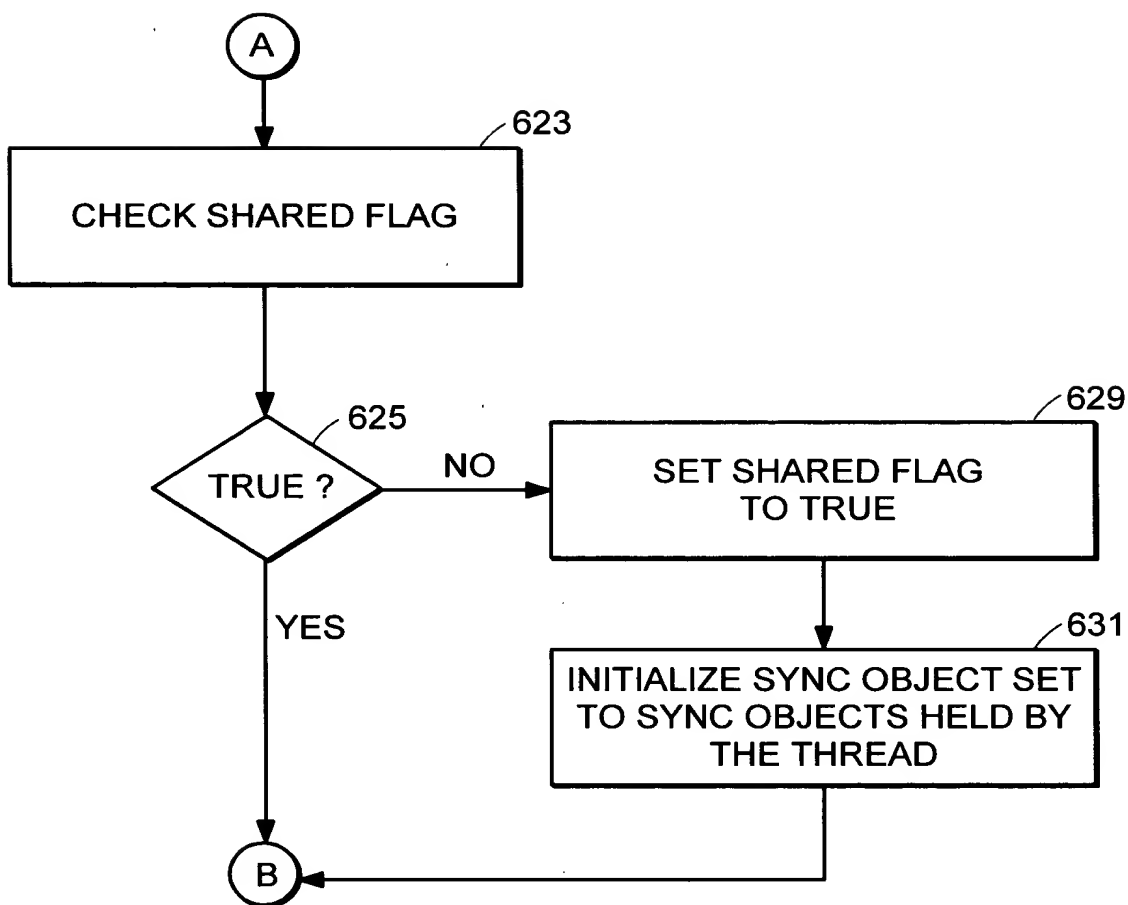 A
623
CHECK SHARED FLAG
625
TRUE ?
NO
629
SET SHARED FLAG
TO TRUE
YES
631
INITIALIZE SYNC OBJECT SET
TO SYNC OBJECTS HELD BY
THE THREAD
B